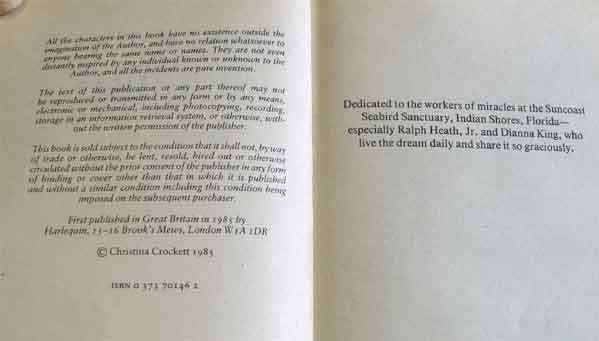 All the characters in this book have no existence outside the
imagination of the Author, and have no relation whatsoever to
anyone bearing the same name or names. They are not even
distantly inspired by any individual known or unknown to the
Author, and all the incidents are pure invention.
The text of this publication or any part thereof may not
be reproduced or transmitted in any form or by any means,
electronic or mechanical, including photocopying, recording,
storage in an information retrieval system, or otherwise, with-
out the written permission of the publisher.
This book is sold subject to the condition that it shall not, by way
of trade or otherwise, be lent, resold, hired out or otherwise
circulated without the prior consent of the publisher in any form
of binding or cover other than that in which it is published
and without a similar condition including this condition being
imposed on the subsequent purchaser.
First published in Great Britain in 1985 by
Harlequin, 15–16 Brook's Mews, London W1A 1DR
© Christina Crockett 1985
ISBN 0 373 70146 2
Dedicated to the workers of miracles at the Suncoast
Seabird Sanctuary, Indian Shores, Florida—
especially Ralph Heath, Jr. and Dianna King, who
live the dream daily and share it so graciously.